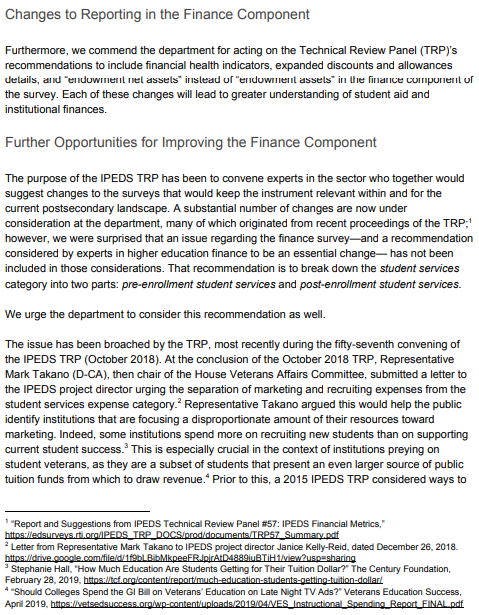 Changes to Reporting in the Finance Component
Furthermore, we commend the department for acting on the Technical Review Panel (TRP)'s
recommendations to include financial health indicators, expanded discounts and allowances
details, and "endowment net assets" instead of "endowment assets" in the finance component of
the survey. Each of these changes will lead to greater understanding of student aid and
institutional finances.
Further Opportunities for Improving the Finance Component
The purpose of the IPEDS TRP has been to convene experts in the sector who together would
suggest changes to the surveys that would keep the instrument relevant within and for the
current postsecondary landscape. A substantial number of changes are now under
consideration at the department, many of which originated from recent proceedings of the TRP;1
however, we were surprised that an issue regarding the finance survey—and a recommendation
considered by experts in higher education finance to be an essential change— has not been
included in those considerations. That recommendation is to break down the student services
category into two parts: pre-enrollment student services and post-enrollment student services.
We urge the department to consider this recommendation as well.
The issue has been broached by the TRP, most recently during the fifty-seventh convening of
the IPEDS TRP (October 2018). At the conclusion of the October 2018 TRP, Representative
Mark Takano (D-CA), then chair of the House Veterans Affairs Committee, submitted a letter to
the IPEDS project director urging the separation of marketing and recruiting expenses from the
student services expense category.2 Representative Takano argued this would help the public
identify institutions that are focusing a disproportionate amount of their resources toward
marketing. Indeed, some institutions spend more on recruiting new students than on supporting
current student success.3 This is especially crucial in the context of institutions preying on
student veterans, as they are a subset of students that present an even larger source of public
tuition funds from which to draw revenue.4 Prior to this, a 2015 IPEDS TRP considered ways to
1 "Report and Suggestions from IPEDS Technical Review Panel #57: IPEDS Financial Metrics,"
https://edsurveys.rti.org/IPEDS_TRP_DOCS/prod/documents/TRP57_Summary.pdf
2 Letter from Representative Mark Takano to IPEDS project director Janice Kelly-Reid, dated December 26, 2018.
https://drive.google.com/file/d/1f9bLBibMkpeeFRJpjrAtD4889iuBTiH1/view?usp=sharing
3 Stephanie Hall, "How Much Education Are Students Getting for Their Tuition Dollar?" The Century Foundation,
February 28, 2019, https://tcf.org/content/report/much-education-students-getting-tuition-dollar/
4 "Should Colleges Spend the GI Bill on Veterans' Education on Late Night TV Ads?" Veterans Education Success,
April 2019, https://vetsedsuccess.org/wp-content/uploads/2019/04/VES_Instructional_Spending_Report_FINAL.pdf